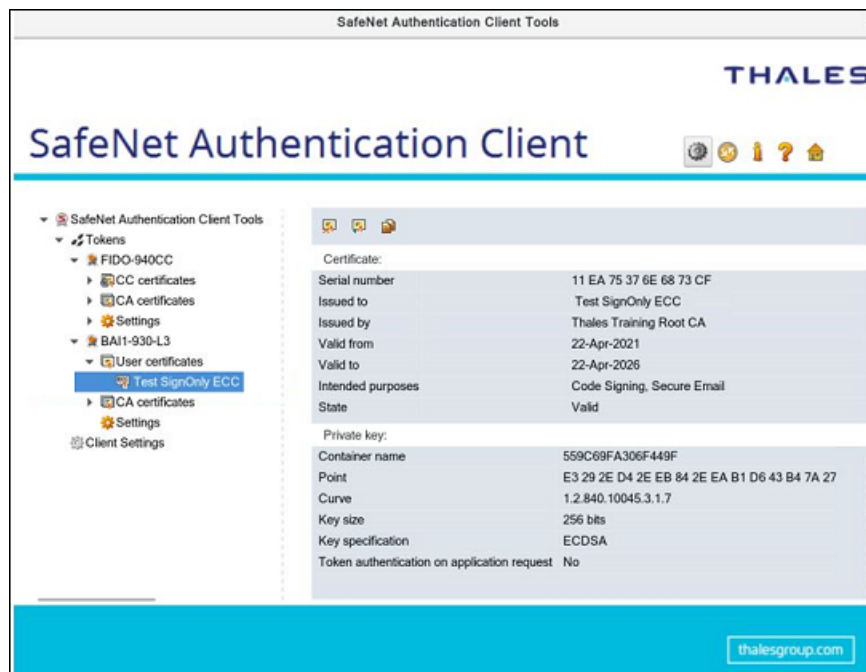 SafeNet Authentication Client Tools
THALES
SafeNet Authentication Client
SafeNet Authentication Client Tools
Tokens
FIDO-940CC
CC certificates
CA certificates
Settings
BAI1-930-L3
User certificates
Test SignOnly ECC
CA certificates
Settings
Client Settings
Certificate:
Serial number 11 EA 75 37 6E 68 73 CF
Issued to Test SignOnly ECC
Issued by Thales Training Root CA
Valid from 22-Apr-2021
Valid to 22-Apr-2026
Intended purposes Code Signing, Secure Email
State Valid
Private key:
Container name 559C69FA306F449F
Point E3 29 2E D4 2E EB 84 2E EA B1 D6 43 B4 7A 27
Curve 1.2.840.10045.3.1.7
Key size 256 bits
Key specification ECDSA
Token authentication on application request No
thalesgroup.com